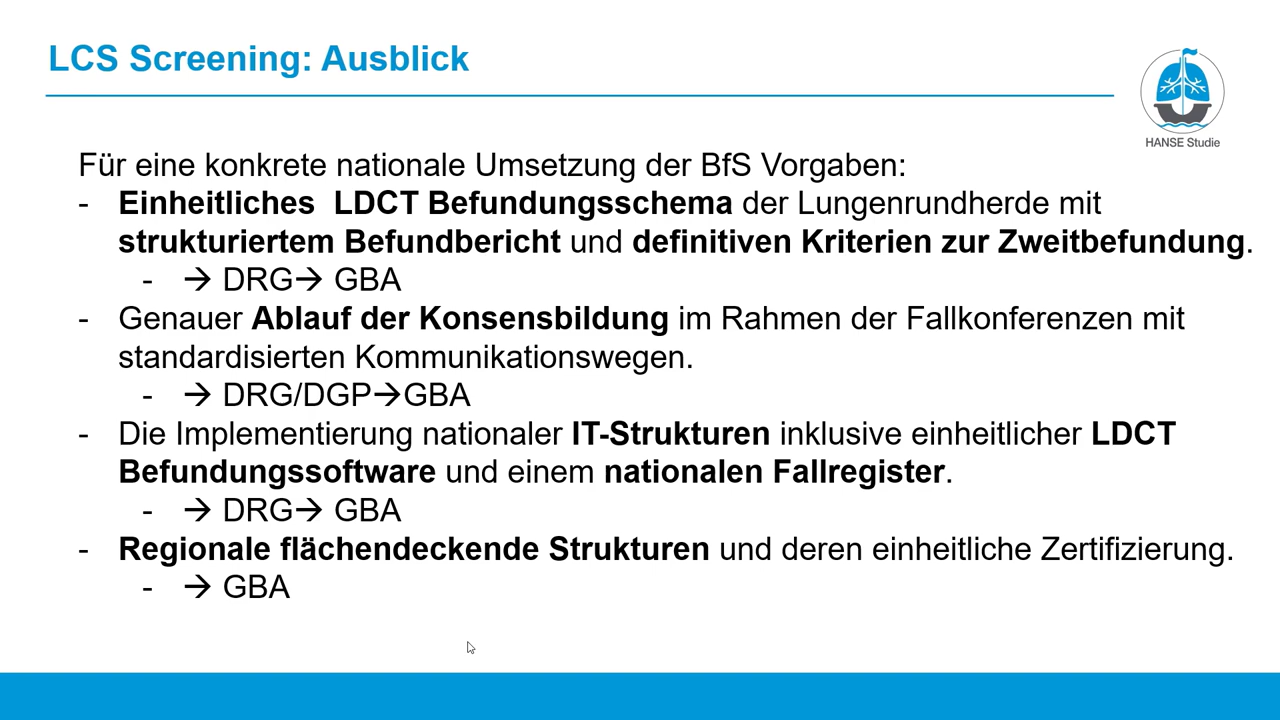 LCS Screening: Ausblick
HANSE Studie
Für eine konkrete nationale Umsetzung der BfS Vorgaben:
- Einheitliches  LDCT Befundungsschema der Lungenrundherde mit
strukturiertem Befundbericht und definitiven Kriterien zur Zweitbefundung.
- → DRG→ GBA
- Genauer Ablauf der Konsensbildung im Rahmen der Fallkonferenzen mit
standardisierten Kommunikationswegen.
- → DRG/DGP→GBA
- Die Implementierung nationaler IT-Strukturen inklusive einheitlicher LDCT
Befundungssoftware und einem nationalen Fallregister.
- → DRG→ GBA
- Regionale flächendeckende Strukturen und deren einheitliche Zertifizierung.
- → GBA